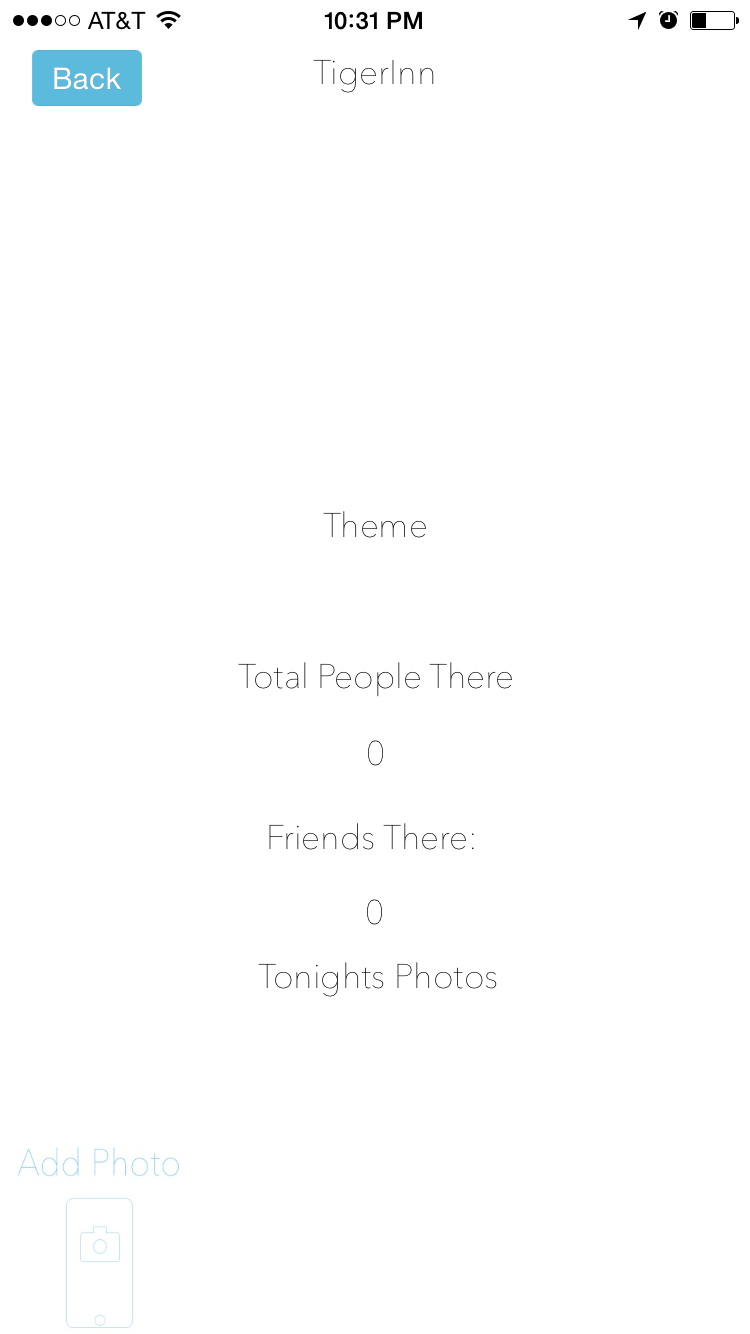 AT&T 10:31 PM
Back TigerInn
Theme
Total People There
0
Friends There:
0
Tonights Photos
Add Photo